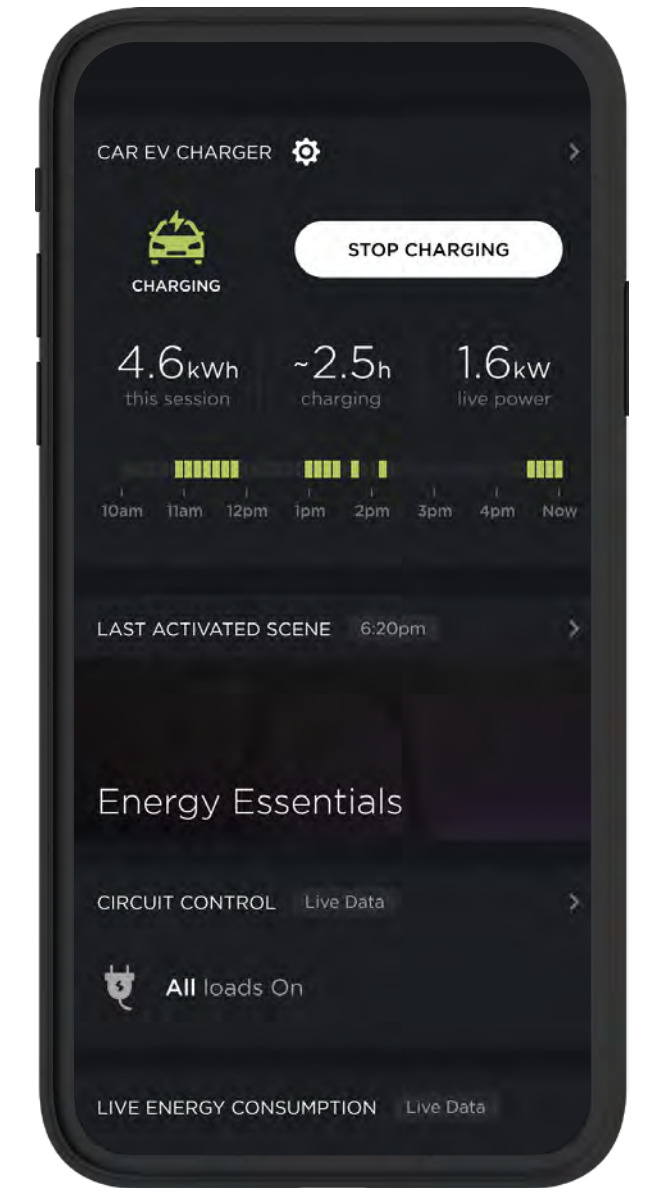 CAR EV CHARGER
CHARGING
STOP CHARGING
4.6kWh ~2.5h 1.6kW
this session charging live power
10am 11am 12pm 1pm 2pm 3pm 4pm Now
LAST ACTIVATED SCENE 6:20pm
Energy Essentials
CIRCUIT CONTROL Live Data
All loads On
LIVE ENERGY CONSUMPTION Live Data